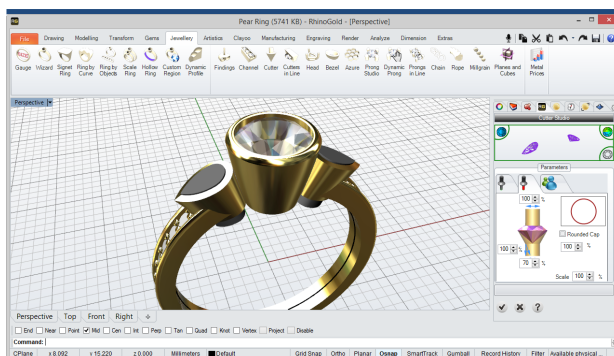 Pear Ring (5741 KB) - RhinoGold - [Perspective]
File Drawing Modelling Transform Gems Jewellery Artistics Clayoo Manufacturing Engraving Render Analyze Dimension Extras
Gauge Wizard Signet Ring Ring by Curve Ring by Objects Scale Ring Hollow Ring Custom Region Dynamic Profile Findings Channel Cutter Cutters in Line Head Bezel Azure Prong Studio Dynamic Prong Prongs in Line Chain Rope Millgrain Planes and Cubes Metal Prices
Perspective
Cutter Studio
Parameters
100 %
Rounded Cap
100 % 100 %
70 %
Scale 100 %
Perspective Top Front Right
End Near Point Mid Cen Int Perp Tan Quad Knot Vertex Project Disable
Command:
CPlane x 8.092 y 15.220 z 0.000 Millimeters Default Grid Snap Ortho Planar Osnap SmartTrack Gumball Record History Filter Available physical...